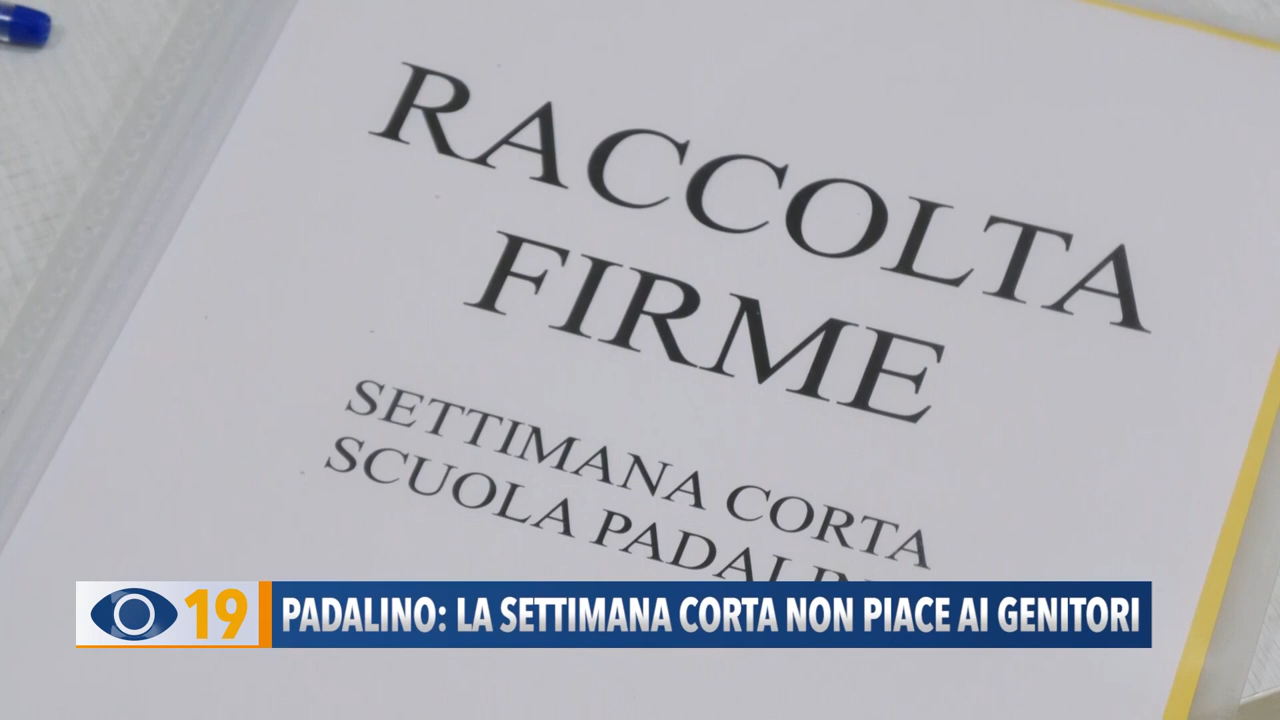 RACCOLTA
FIRME
SETTIMANA CORTA
SCUOLA
19 PADALINO: LA SETTIMANA CORTA NON PIACE AI GENITORI